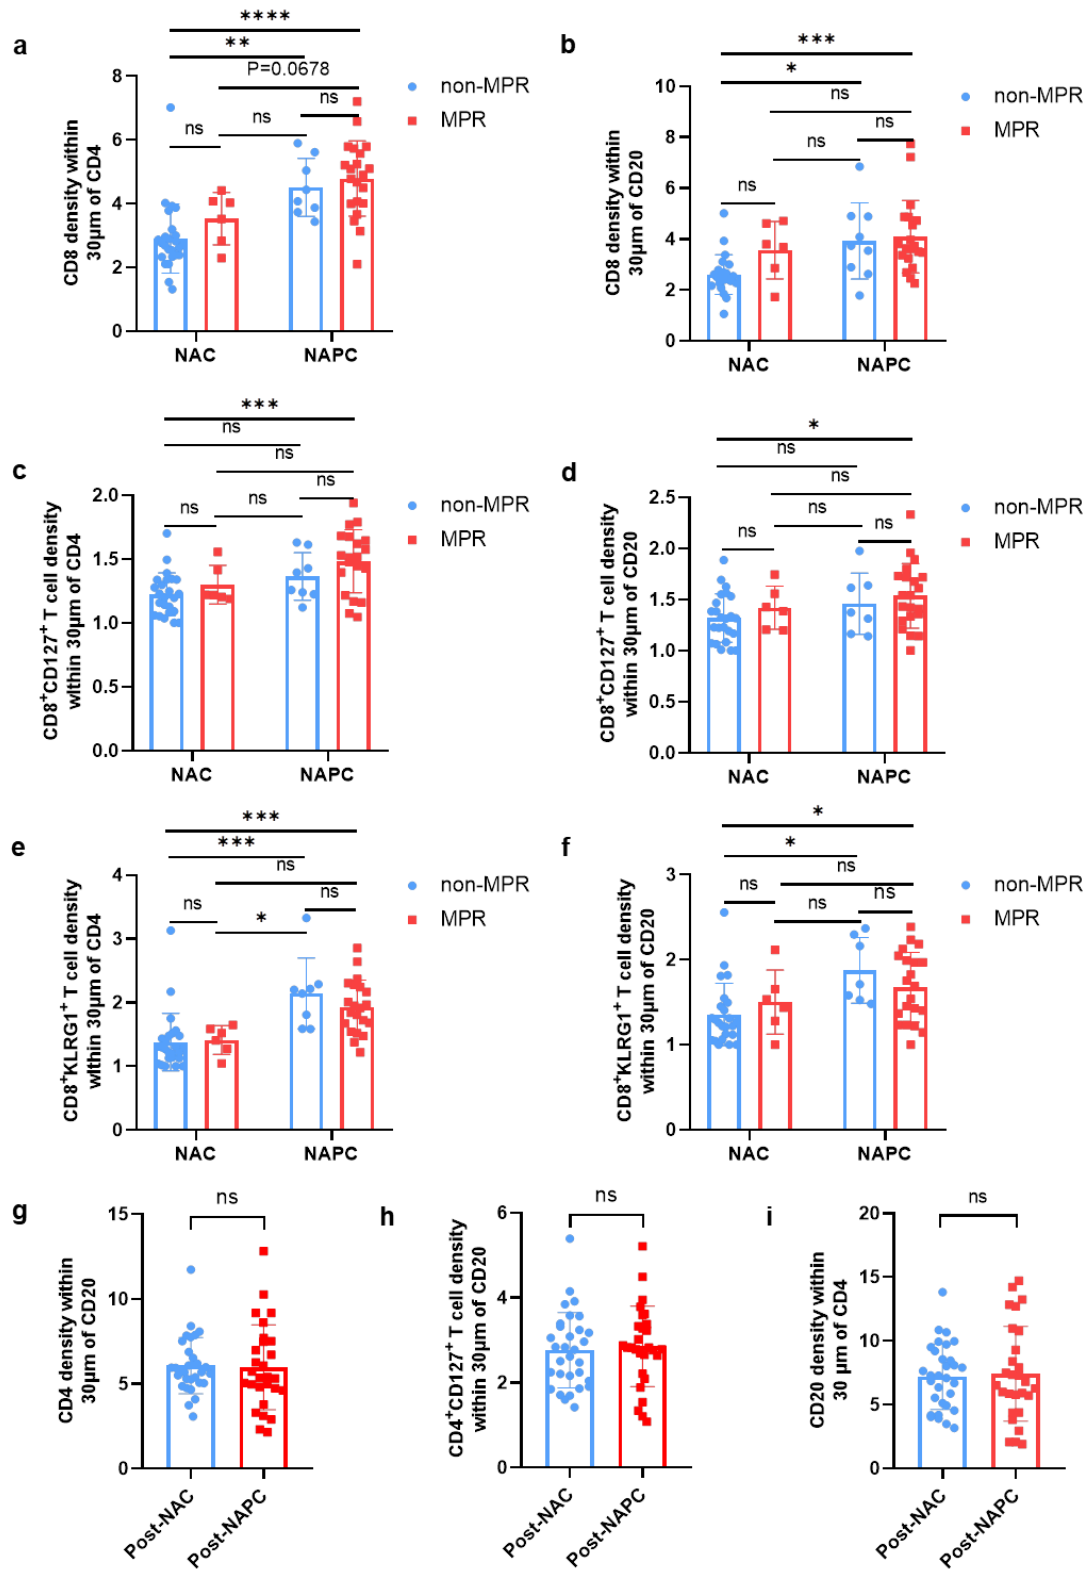 a
****
**
P=0.0678
ns
ns
ns
8
6
4
2
0
CD8 density within
30μm of CD4
NAC
NAPC
non-MPR
MPR
b
***
*
ns
ns
ns
ns
10
8
6
4
2
0
CD8 density within
30μm of CD20
NAC
NAPC
non-MPR
MPR
c
***
ns
ns
ns
ns
ns
2.0
1.5
1.0
0.5
0.0
CD8⁺CD127⁺ T cell density
within 30μm of CD4
NAC
NAPC
non-MPR
MPR
d
*
ns
ns
ns
ns
ns
2.5
2.0
1.5
1.0
0.5
0.0
CD8⁺CD127⁺ T cell density
within 30μm of CD20
NAC
NAPC
non-MPR
MPR
e
***
***
ns
ns
ns
*
4
3
2
1
0
CD8⁺KLRG1⁺ T cell density
within 30μm of CD4
NAC
NAPC
non-MPR
MPR
f
*
*
ns
ns
ns
ns
3
2
1
0
CD8⁺KLRG1⁺ T cell density
within 30μm of CD20
NAC
NAPC
non-MPR
MPR
g
ns
15
10
5
0
CD4 density within
30μm of CD20
Post-NAC
Post-NAPC
h
ns
6
4
2
0
CD4⁺CD127⁺ T cell density
within 30μm of CD20
Post-NAC
Post-NAPC
i
ns
20
15
10
5
0
CD20 density within
30 μm of CD4
Post-NAC
Post-NAPC